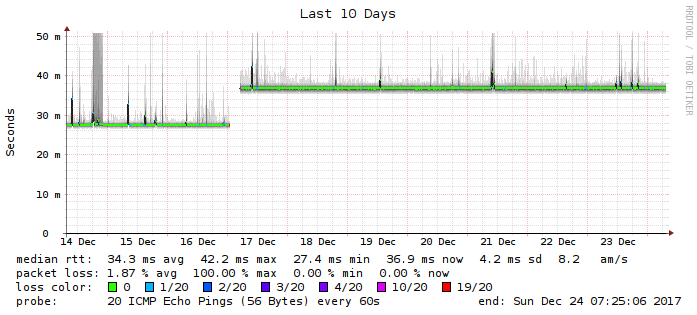 Last 10 Days
RRDTOOL / TOBI OETIKER
50 m
40 m
30 m
20 m
10 m
0
Seconds
14 Dec 15 Dec 16 Dec 17 Dec 18 Dec 19 Dec 20 Dec 21 Dec 22 Dec 23 Dec
median rtt: 34.3 ms avg 42.2 ms max 27.4 ms min 36.9 ms now 4.2 ms sd 8.2 am/s
packet loss: 1.87 % avg 100.00 % max 0.00 % min 0.00 % now
loss color: 0 1/20 2/20 3/20 4/20 10/20 19/20
probe: 20 ICMP Echo Pings (56 Bytes) every 60s end: Sun Dec 24 07:25:06 2017